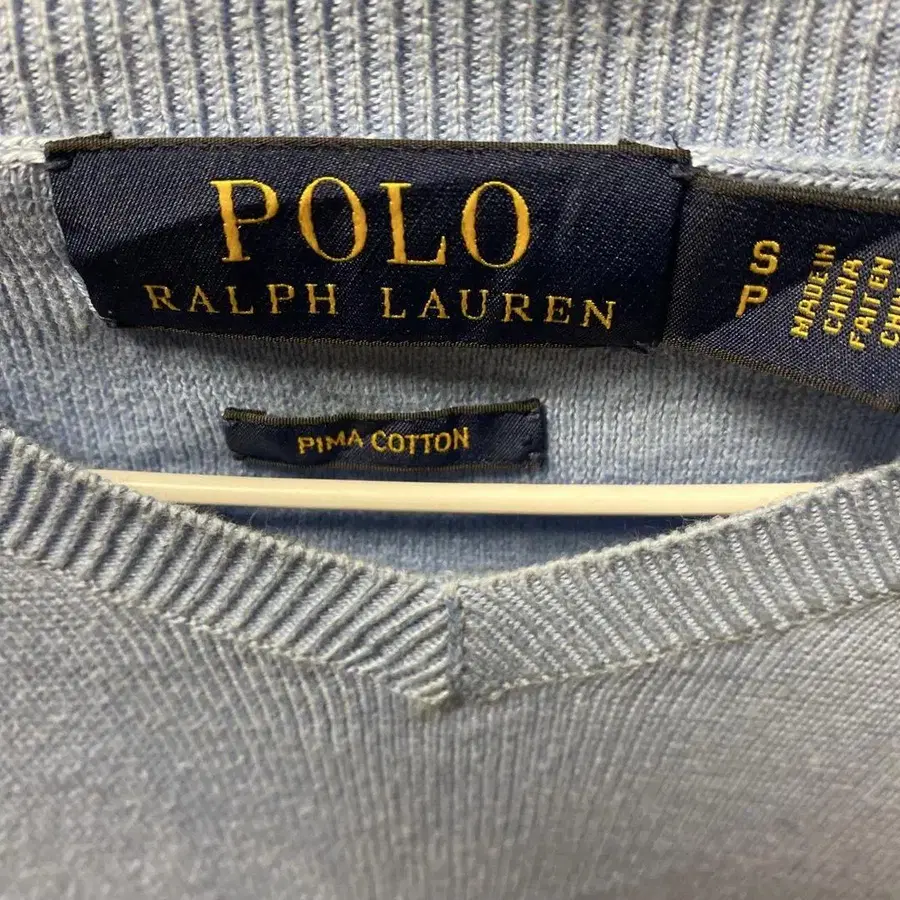 POLO
RALPH LAUREN
S
P
MADE IN
CHINA
FAIT EN
PIMA COTTON